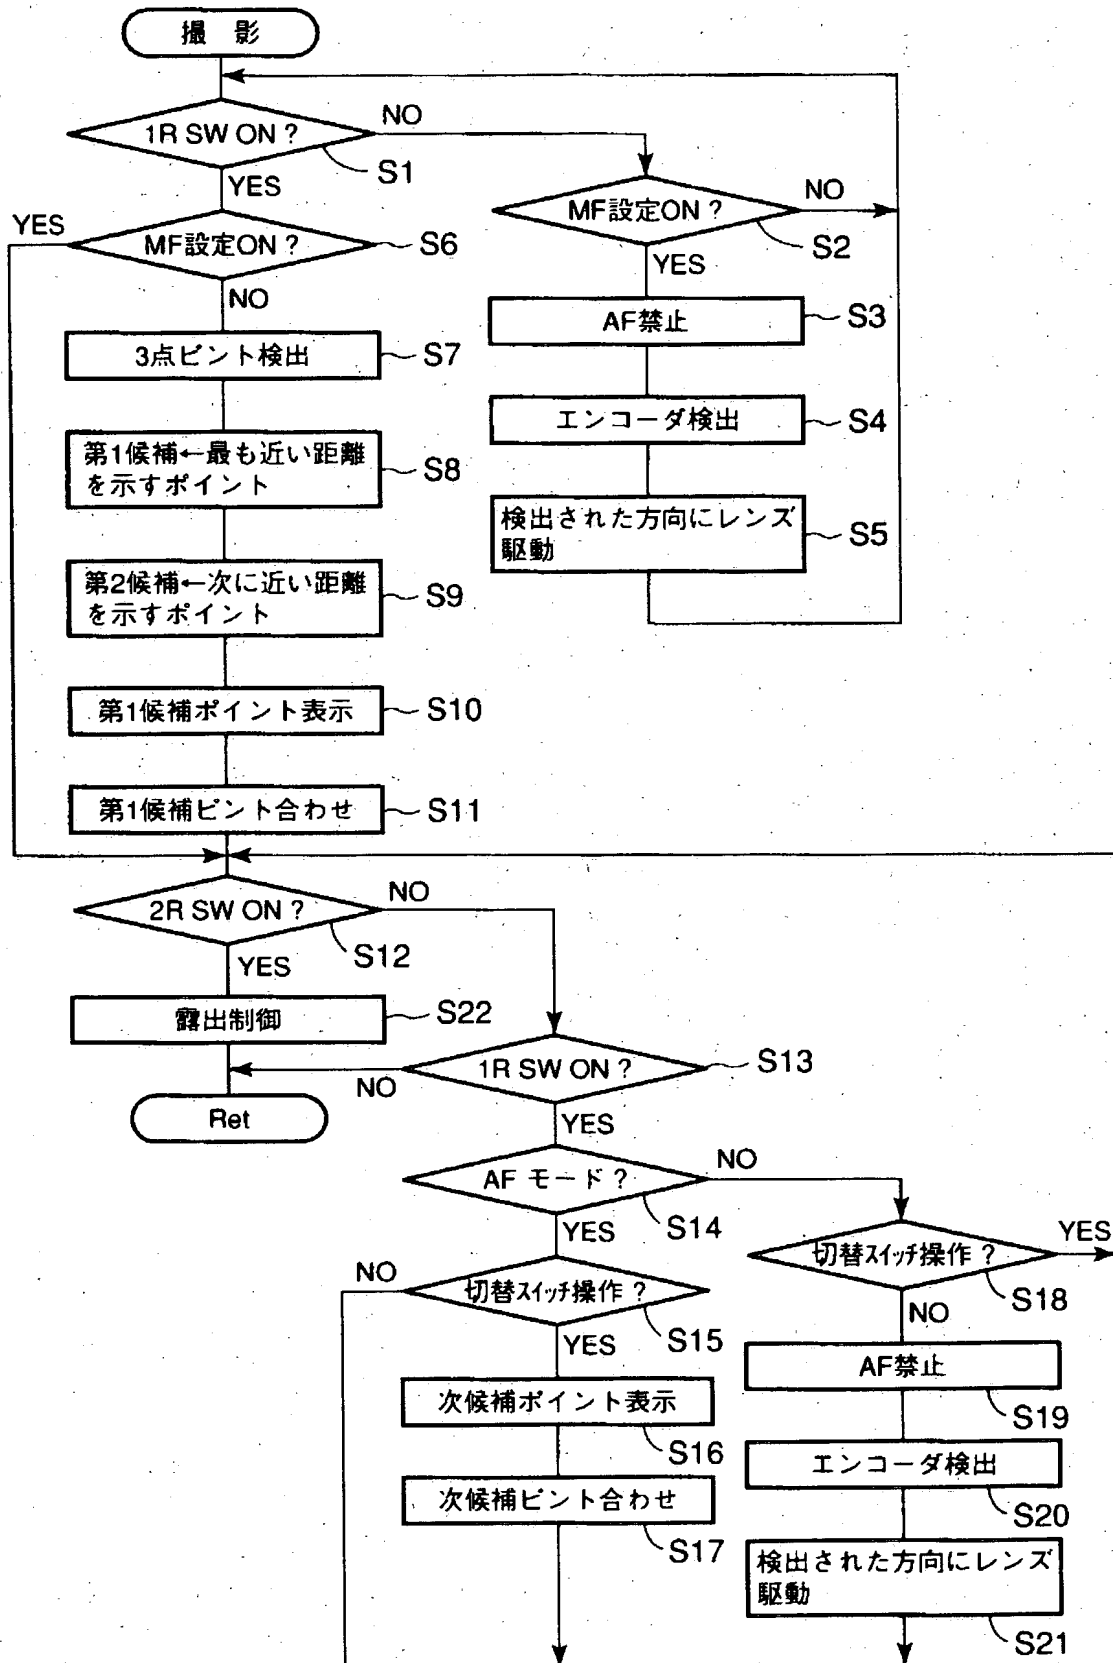 撮 影
1R SW ON ?
NO
S1
YES
MF設定ON ?
NO
S2
YES
YES
MF設定ON ?
S6
NO
AF禁止
S3
3点ピント検出
S7
エンコーダ検出
S4
第1候補←最も近い距離
を示すポイント
S8
検出された方向にレンズ
駆動
S5
第2候補←次に近い距離
を示すポイント
S9
第1候補ポイント表示
S10
第1候補ピント合わせ
S11
2R SW ON ?
NO
S12
YES
露出制御
S22
1R SW ON ?
S13
NO
YES
Ret
AF モード ?
NO
S14
YES
切替スイッチ操作 ?
YES
S18
NO
NO
切替スイッチ操作 ?
S15
YES
AF禁止
S19
次候補ポイント表示
S16
エンコーダ検出
S20
次候補ピント合わせ
S17
検出された方向にレンズ
駆動
S21